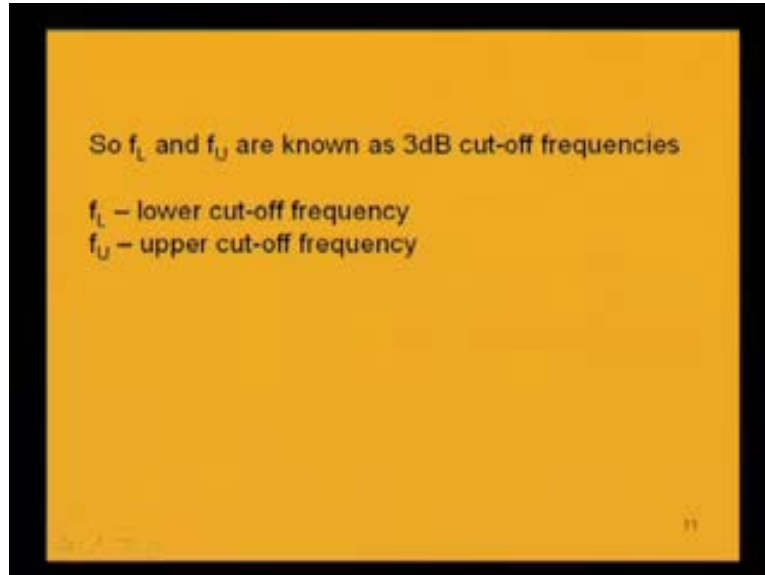 So f_L and f_U are known as 3dB cut-off frequencies
f_L – lower cut-off frequency
f_U – upper cut-off frequency